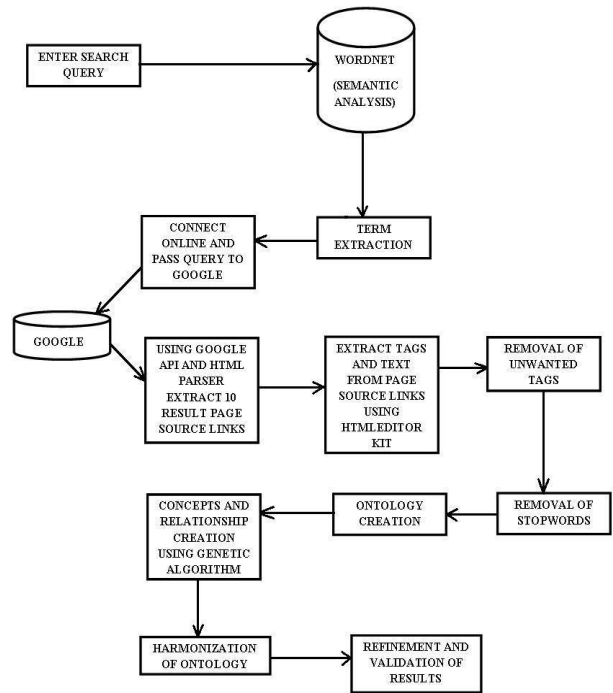 ENTER SEARCH
QUERY
WORDNET
(SEMANTIC
ANALYSIS)
TERM
EXTRACTION
CONNECT
ONLINE AND
PASS QUERY TO
GOOGLE
GOOGLE
USING GOOGLE
API AND HTML
PARSER
EXTRACT 10
RESULT PAGE
SOURCE LINKS
EXTRACT TAGS
AND TEXT
FROM PAGE
SOURCE LINKS
USING
HTMLEDITOR
KIT
REMOVAL OF
UNWANTED
TAGS
REMOVAL OF
STOPWORDS
ONTOLOGY
CREATION
CONCEPTS AND
RELATIONSHIP
CREATION
USING GENETIC
ALGORITHM
HARMONIZATION
OF ONTOLOGY
REFINEMENT AND
VALIDATION OF
RESULTS